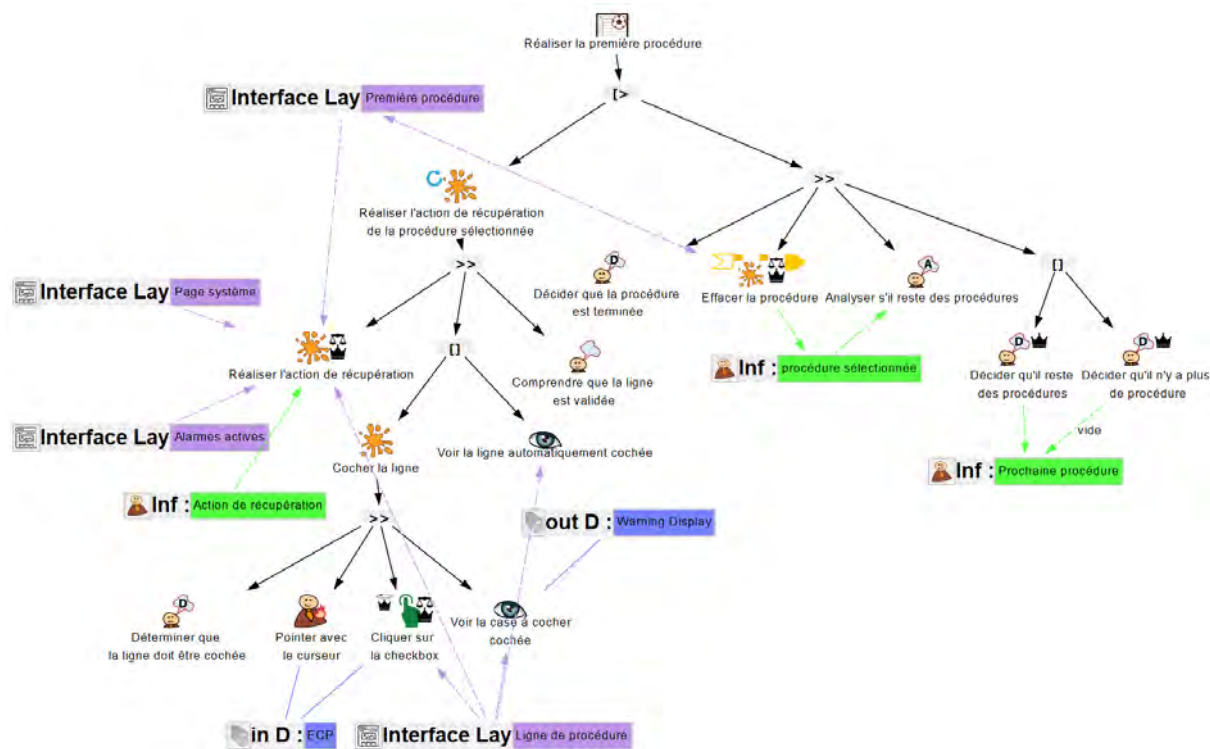 Réaliser la première procédure
[>
Interface Lay Première procédure
>>
Réaliser l'action de récupération
de la procédure sélectionnée
>>
D
Décider que la procédure
est terminée
Effacer la procédure
A
Analyser s'il reste des procédures
[]
Interface Lay Page système
[]
Réaliser l'action de récupération
Comprendre que la ligne
est validée
Inf : procédure sélectionnée
D
Décider qu'il reste
des procédures
D
Décider qu'il n'y a plus
de procédure
Interface Lay Alarmes actives
Cocher la ligne
Voir la ligne automatiquement cochée
vide
Inf : Prochaine procédure
Inf : Action de récupération
>>
out D : Warning Display
D
Déterminer que
la ligne doit être cochée
Pointer avec
le curseur
Cliquer sur
la checkbox
Voir la case à cocher
cochée
in D : ECP
Interface Lay Ligne de procédure